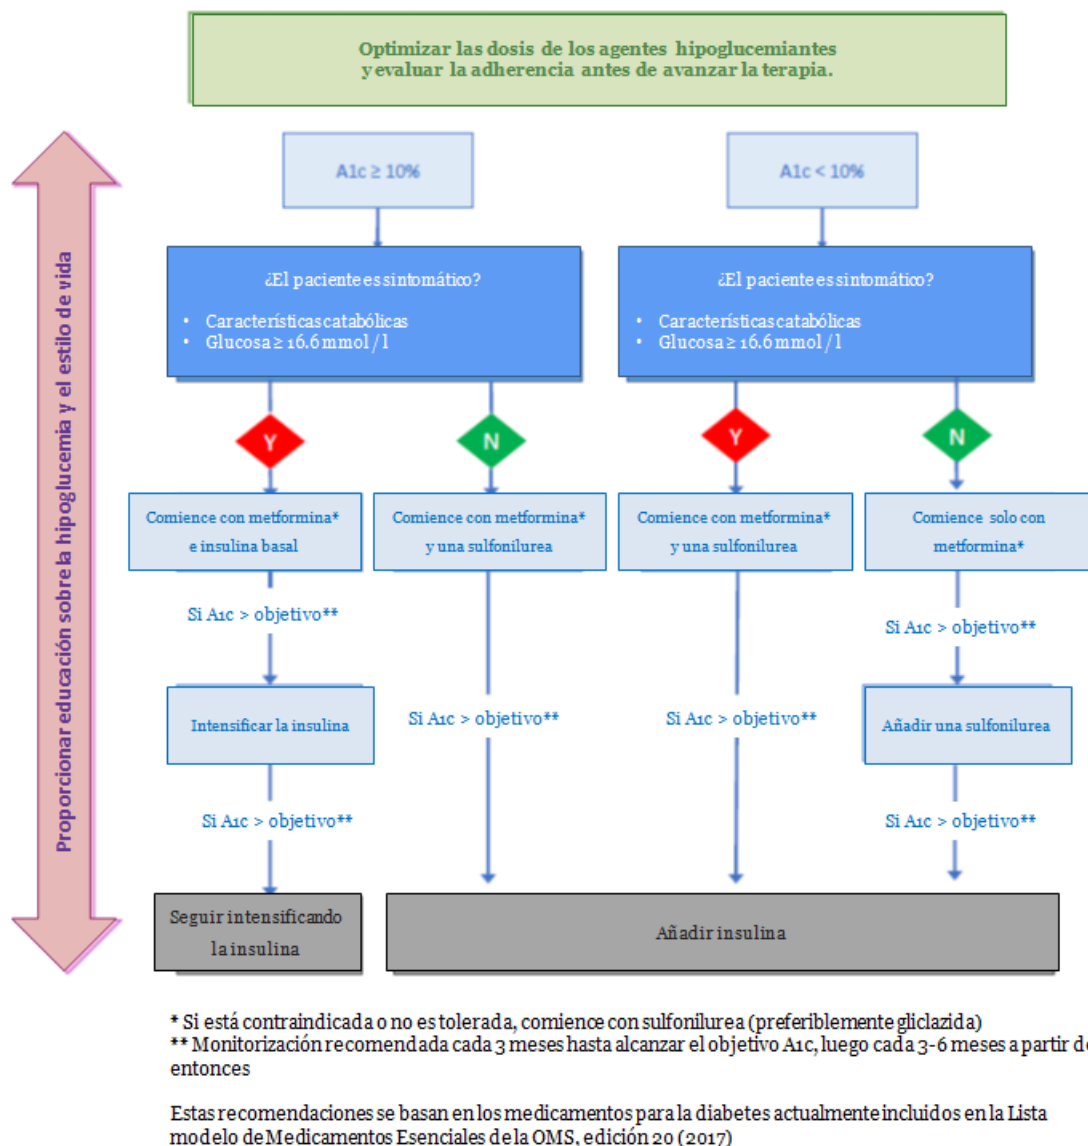 Optimizar las dosis de los agentes hipoglucemiantes
y evaluar la adherencia antes de avanzar la terapia.
Proporcionar educación sobre la hipoglucemia y el estilo de vida
A1c ≥ 10%
A1c < 10%
¿El paciente es sintomático?
• Características catabólicas
• Glucosa ≥ 16.6 mmol / l
¿El paciente es sintomático?
• Características catabólicas
• Glucosa ≥ 16.6 mmol / l
Y
N
Y
N
Comience con metformina*
e insulina basal
Comience con metformina*
y una sulfonilurea
Comience con metformina*
y una sulfonilurea
Comience solo con
metformina*
Si A1c > objetivo**
Si A1c > objetivo**
Intensificar la insulina
Si A1c > objetivo**
Si A1c > objetivo**
Añadir una sulfonilurea
Si A1c > objetivo**
Si A1c > objetivo**
Seguir intensificando
la insulina
Añadir insulina
* Si está contraindicada o no es tolerada, comience con sulfonilurea (preferiblemente gliclazida)
** Monitorización recomendada cada 3 meses hasta alcanzar el objetivo A1c, luego cada 3-6 meses a partir de
entonces
Estas recomendaciones se basan en los medicamentos para la diabetes actualmente incluidos en la Lista
modelo de Medicamentos Esenciales de la OMS, edición 20 (2017)